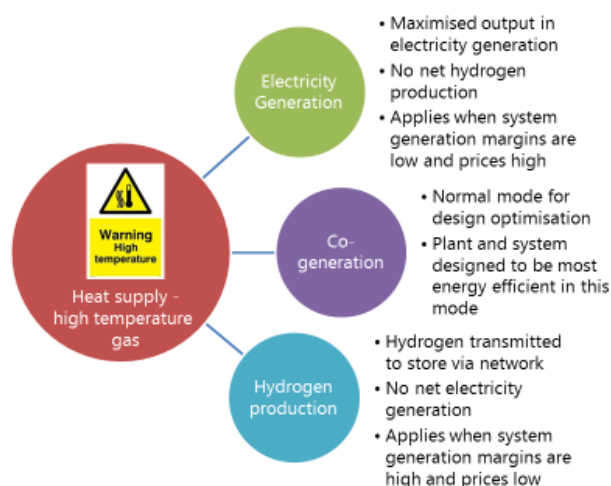 • Maximised output in
electricity generation
• No net hydrogen
production
• Applies when system
generation margins are
low and prices high
Electricity
Generation
Warning
High
temperature
Heat supply -
high temperature
gas
Co-
generation
• Normal mode for
design optimisation
• Plant and system
designed to be most
energy efficient in this
mode
Hydrogen
production
• Hydrogen transmitted
to store via network
• No net electricity
generation
• Applies when system
generation margins are
high and prices low